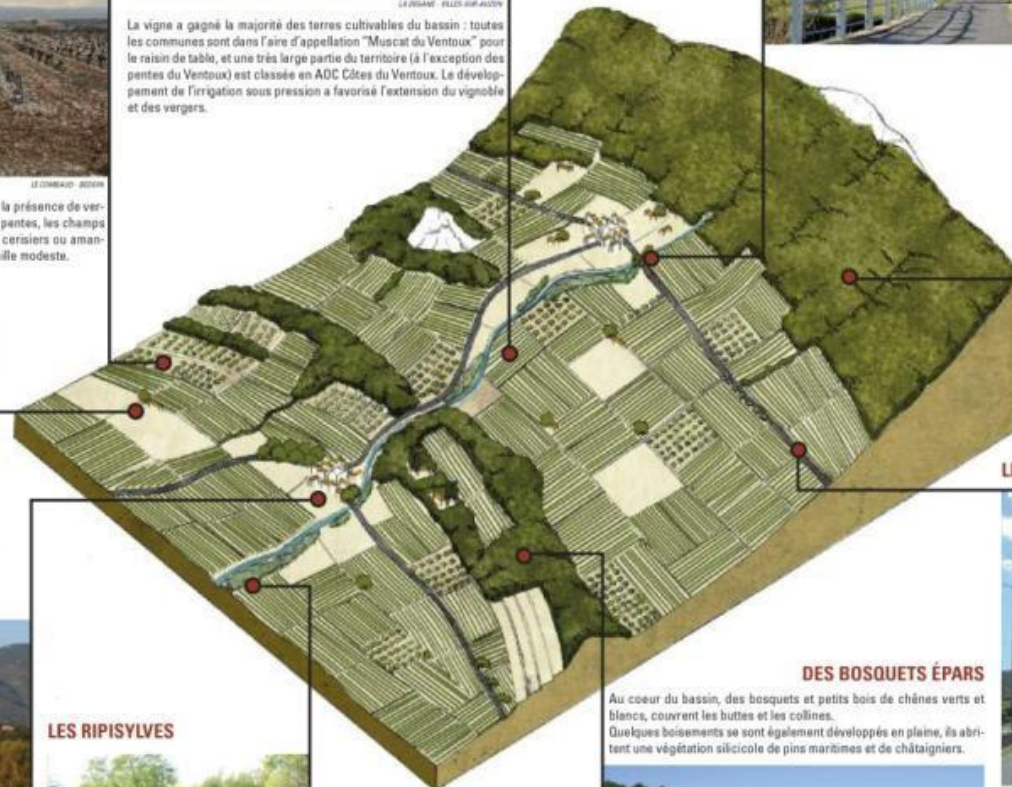 LA DEGANE - VILLES SUR AUZON
La vigne a gagné la majorité des terres cultivables du bassin : toutes
les communes sont dans l'aire d'appellation "Muscat du Ventoux" pour
le raisin de table, et une très large partie du territoire (à l'exception des
pentes du Ventoux) est classée en AOC Côtes du Ventoux. Le dévelop-
pement de l'irrigation sous pression a favorisé l'extension du vignoble
et des vergers.
BEDOIN
la présence de ver-
pentes, les champs
cerisiers ou aman-
ille modeste.
L
DES BOSQUETS ÉPARS
Au coeur du bassin, des bosquets et petits bois de chênes verts et
blancs, couvrent les buttes et les collines.
Quelques boisements se sont également développés en plaine, ils abri-
tent une végétation silicicole de pins maritimes et de châtaigniers.
LES RIPISYLVES